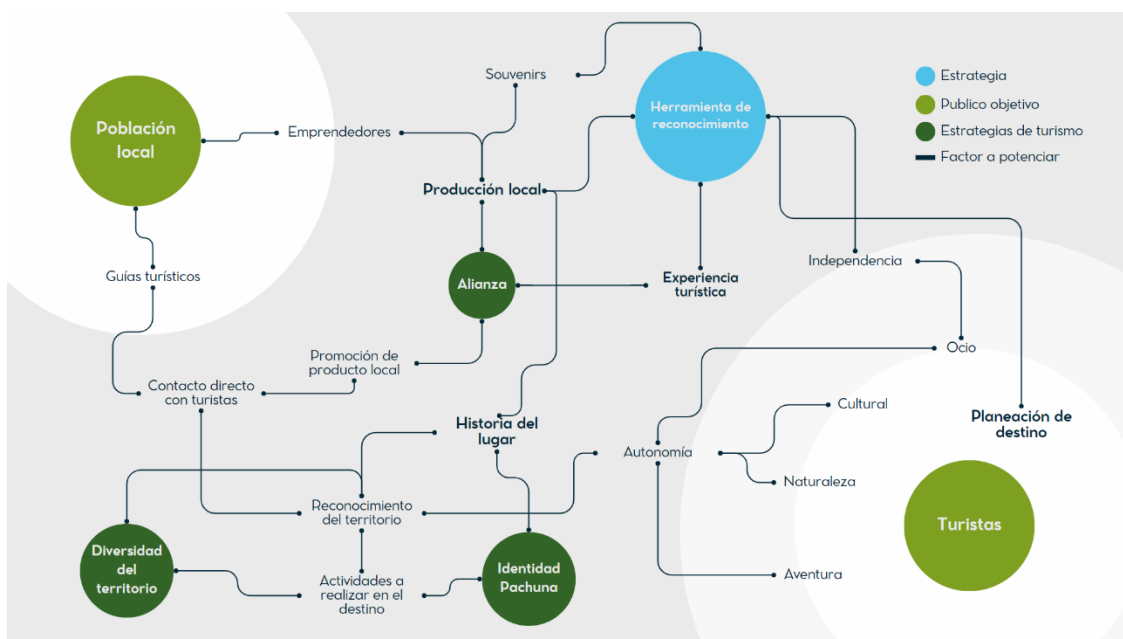 Souvenirs
Herramienta de
reconocimiento
Estrategia
Publico objetivo
Estrategias de turismo
Factor a potenciar
Población
local
Emprendedores
Producción local
Guías turísticos
Alianza
Experiencia
turística
Independencia
Promoción de
producto local
Ocio
Contacto directo
con turistas
Cultural
Historia del
lugar
Planeación de
destino
Autonomía
Naturaleza
Reconocimiento
del territorio
Turistas
Diversidad
del
territorio
Actividades a
realizar en el
destino
Identidad
Pachuna
Aventura